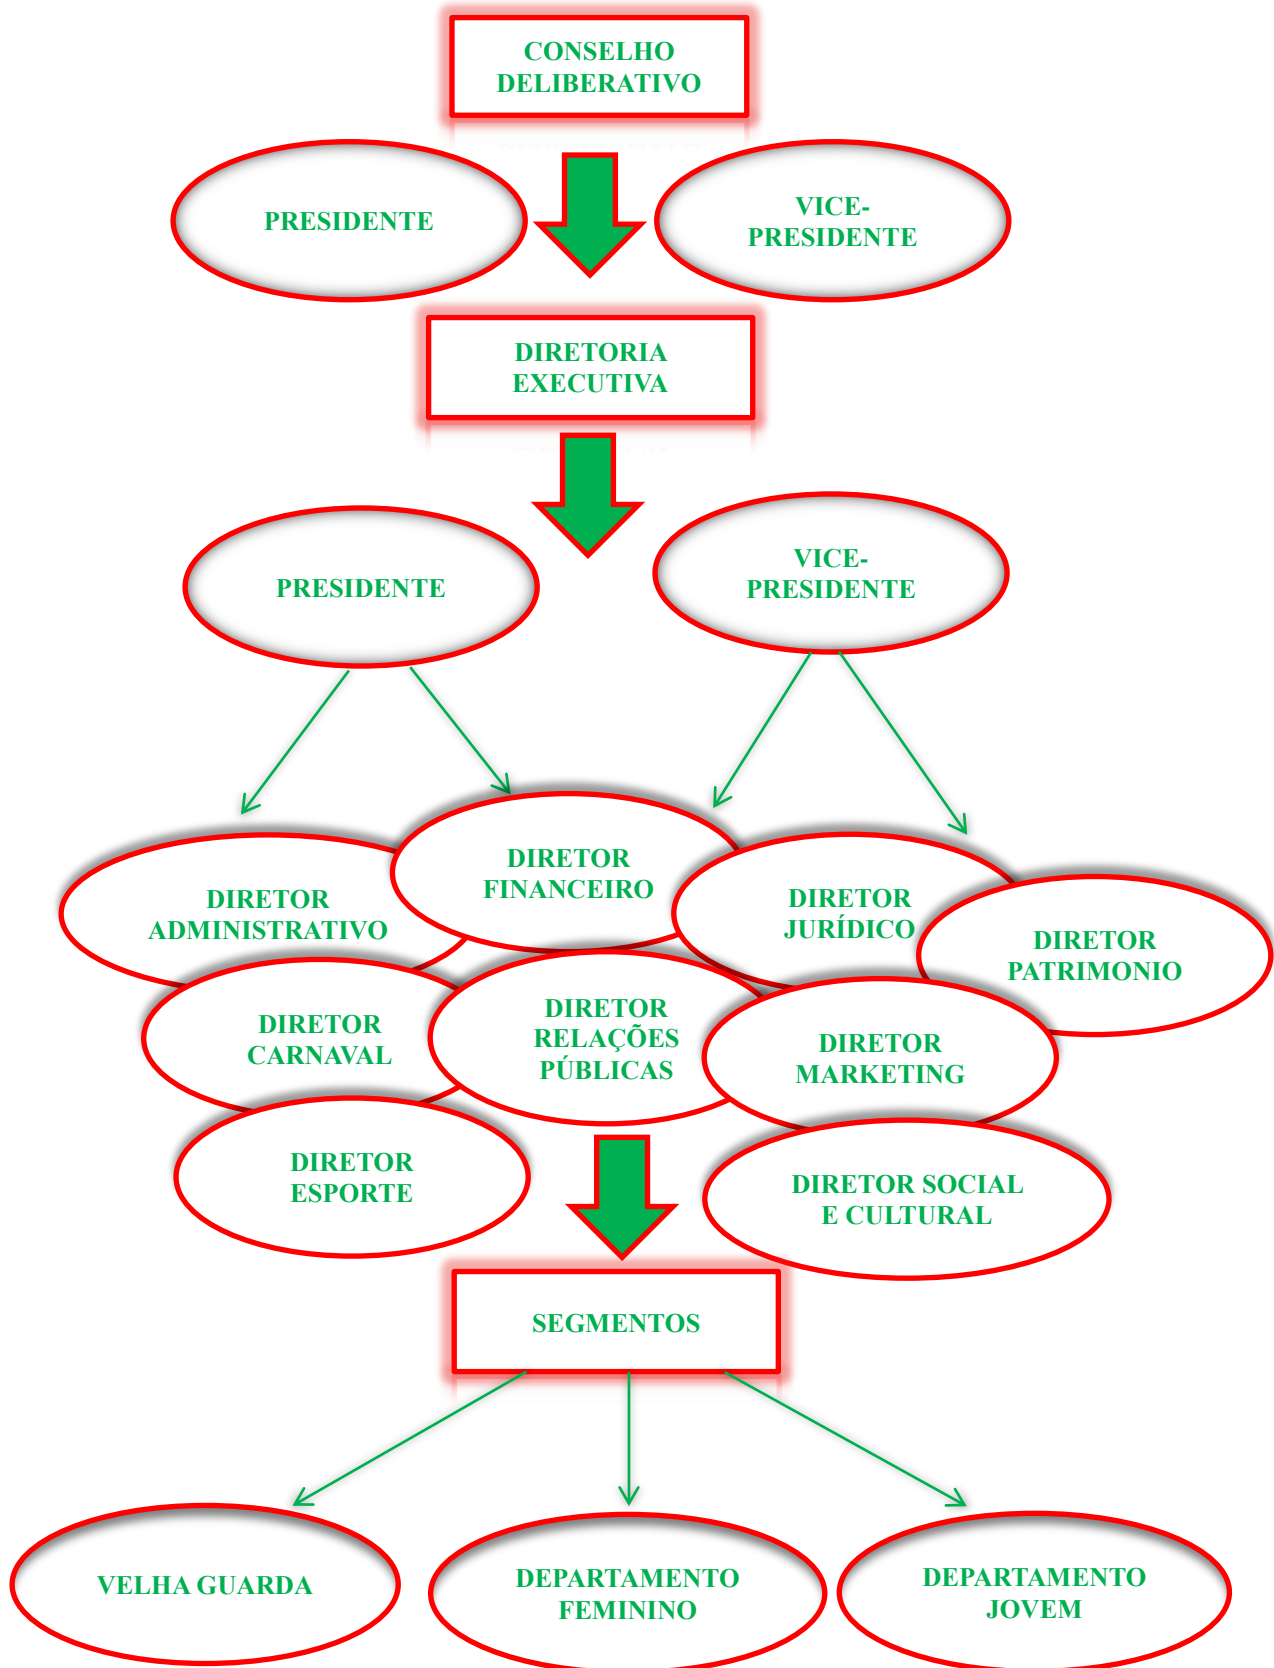 CONSELHO
DELIBERATIVO
PRESIDENTE
VICE-
PRESIDENTE
DIRETORIA
EXECUTIVA
PRESIDENTE
VICE-
PRESIDENTE
DIRETOR
ADMINISTRATIVO
DIRETOR
FINANCEIRO
DIRETOR
JURÍDICO
DIRETOR
PATRIMONIO
DIRETOR
CARNAVAL
DIRETOR
RELAÇÕES
PÚBLICAS
DIRETOR
MARKETING
DIRETOR
ESPORTE
DIRETOR SOCIAL
E CULTURAL
SEGMENTOS
VELHA GUARDA
DEPARTAMENTO
FEMININO
DEPARTAMENTO
JOVEM